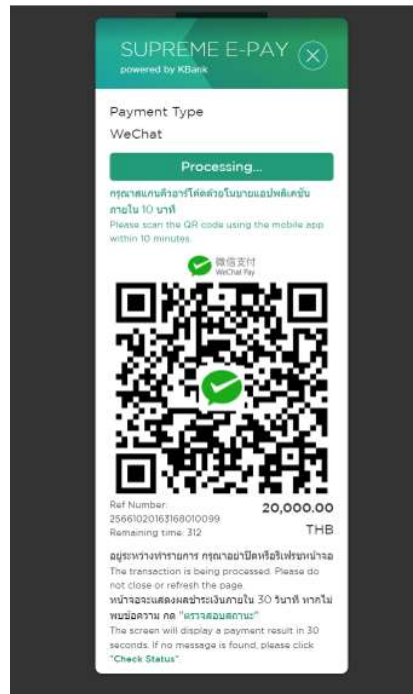 SUPREME E-PAY
powered by KBank
Payment Type
WeChat
Processing...
กรุณาสแกนคิวอาร์โค้ดด้วยโมบายแอปพลิเคชัน
ภายใน 10 นาที
Please scan the QR code using the mobile app
within 10 minutes.
微信支付
WeChat Pay
Ref Number:
25661020163168010099
20,000.00
Remaining time: 312
THB
อยู่ระหว่างทำรายการ กรุณาอย่าปิดหรือรีเฟรชหน้าจอ
The transaction is being processed. Please do
not close or refresh the page.
หน้าจอจะแสดงผลชำระเงินภายใน 30 วินาที หากไม่
พบข้อความ กด "ตรวจสอบสถานะ"
The screen will display a payment result in 30
seconds. If no message is found, please click
"Check Status"